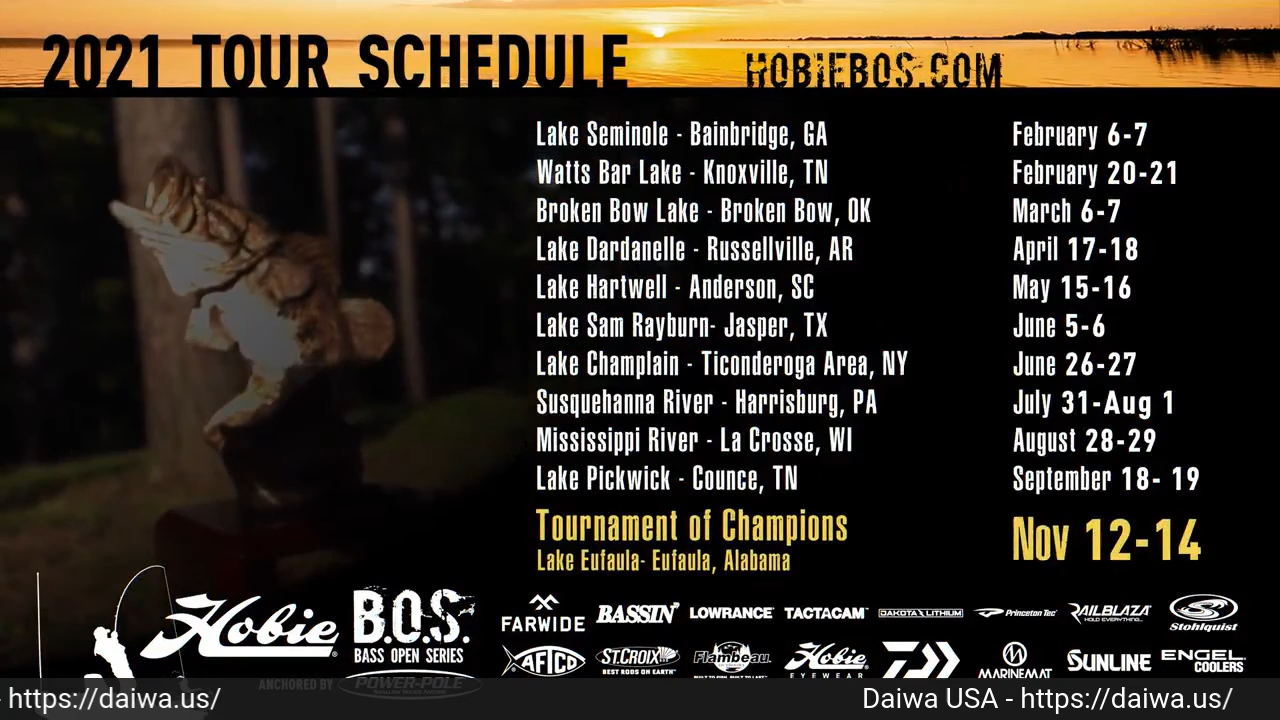 2021 TOUR SCHEDULE
HOBIEBOS.COM
Lake Seminole - Bainbridge, GA February 6-7
Watts Bar Lake - Knoxville, TN February 20-21
Broken Bow Lake - Broken Bow, OK March 6-7
Lake Dardanelle - Russellville, AR April 17-18
Lake Hartwell - Anderson, SC May 15-16
Lake Sam Rayburn- Jasper, TX June 5-6
Lake Champlain - Ticonderoga Area, NY June 26-27
Susquehanna River - Harrisburg, PA July 31-Aug 1
Mississippi River - La Crosse, WI August 28-29
Lake Pickwick - Counce, TN September 18- 19
Tournament of Champions Nov 12-14
Lake Eufaula- Eufaula, Alabama
Hobie B.O.S.
BASS OPEN SERIES
ANCHORED BY POWER-POLE
FARWIDE BASSIN' LOWRANCE TACTACAM DAKOTA LITHIUM Princeton Tec RAILBLAZA Stohlquist
HOLD EVERYTHING
AFTCO ST.CROIX Flambeau Hobie MARINEMAT SUNLINE ENGEL
BEST RODS ON EARTH EYEWEAR COOLERS
- https://daiwa.us/ Daiwa USA - https://daiwa.us/